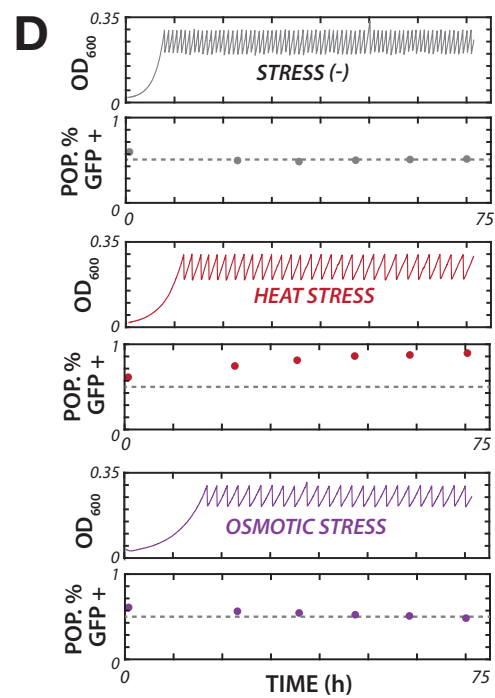 D
0.35
OD600
0
STRESS (-)
1
POP. %
GFP +
0
0
75
0.35
OD600
0
HEAT STRESS
1
POP. %
GFP +
0
0
75
0.35
OD600
0
OSMOTIC STRESS
1
POP. %
GFP +
0
0
75
TIME (h)